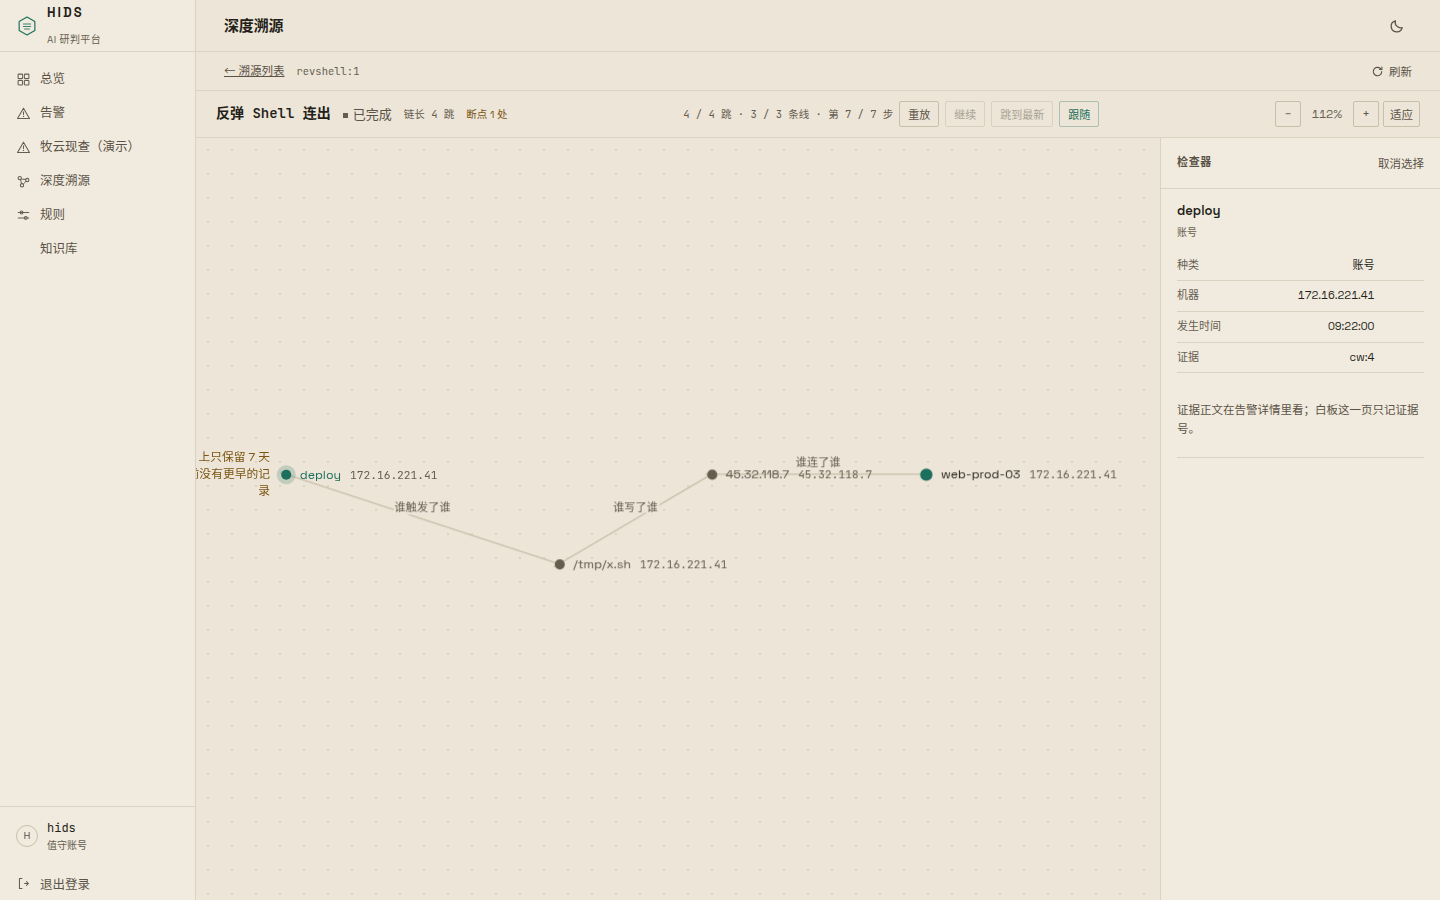 HIDS
AI 研判平台
总览
告警
牧云现查（演示）
深度溯源
规则
知识库
H
hids
值守账号
退出登录
深度溯源
← 溯源列表 revshell:1
刷新
反弹 Shell 连出 已完成 链长 4 跳 断点 1 处
4 / 4 跳 · 3 / 3 条线 · 第 7 / 7 步 重放 继续 跳到最新 跟随
− 112% + 适应
上只保留 7 天
没有更早的记
录
deploy 172.16.221.41
谁触发了谁
/tmp/x.sh 172.16.221.41
谁写了谁
45.32.118.7 45.32.118.7
谁连了谁
web-prod-03 172.16.221.41
检查器
取消选择
deploy
账号
种类 账号
机器 172.16.221.41
发生时间 09:22:00
证据 cw:4
证据正文在告警详情里看；白板这一页只记证据
号。